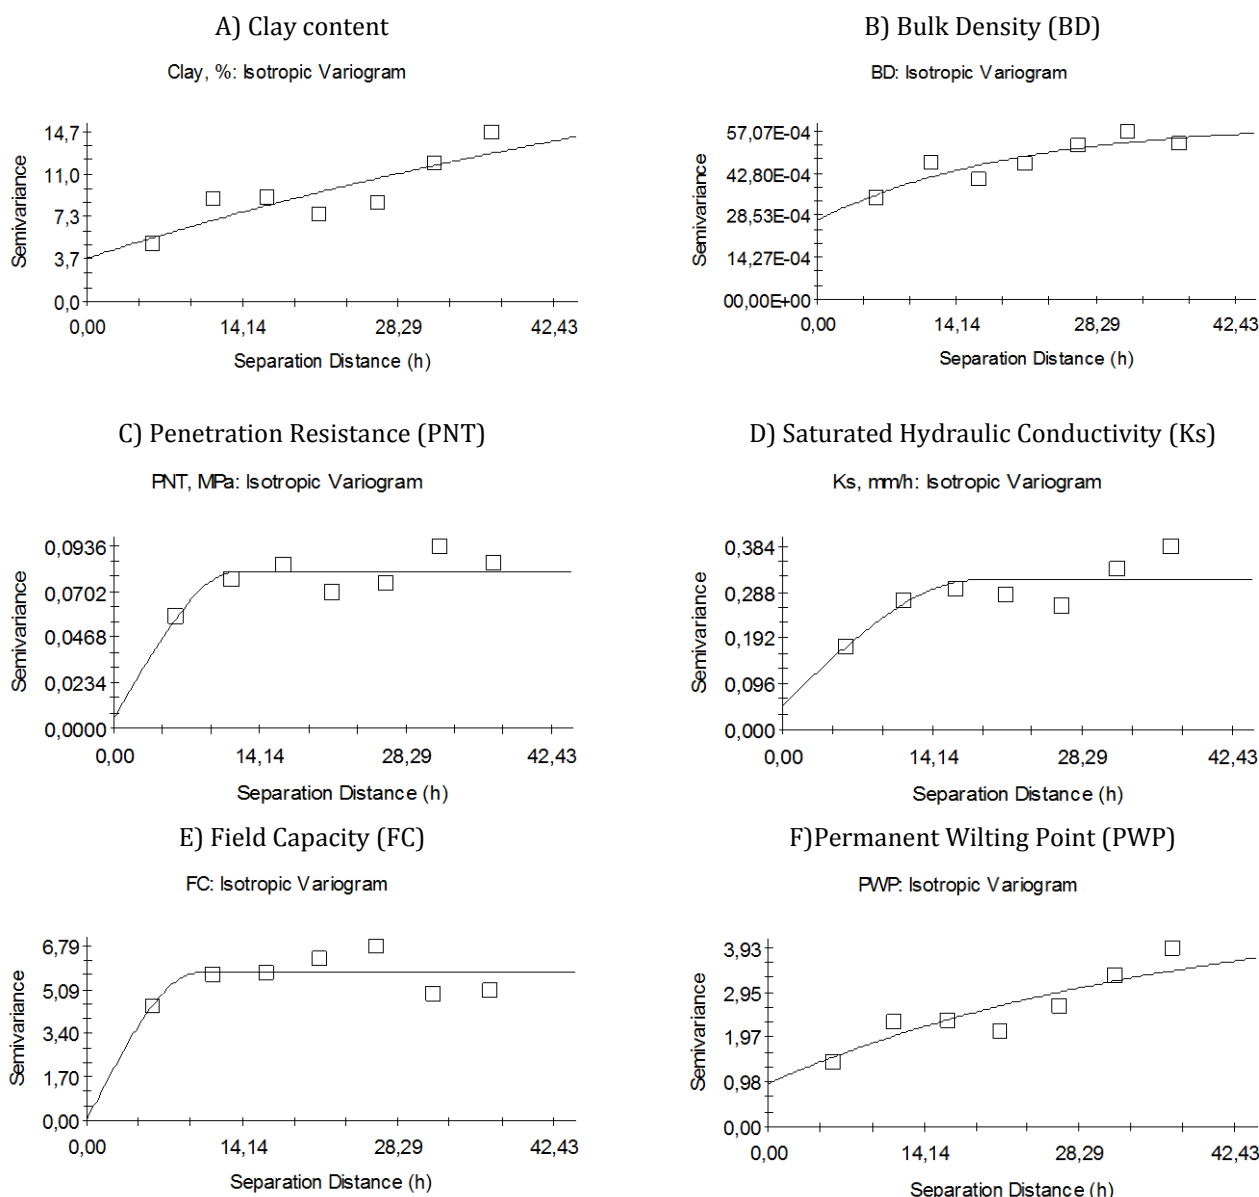 A) Clay content
Clay, %: Isotropic Variogram
14,7
11,0
7,3
3,7
0,0
Semivariance
0,00 14,14 28,29 42,43
Separation Distance (h)
B) Bulk Density (BD)
BD: Isotropic Variogram
57,07E-04
42,80E-04
28,53E-04
14,27E-04
00,00E+00
Semivariance
0,00 14,14 28,29 42,43
Separation Distance (h)
C) Penetration Resistance (PNT)
PNT, MPa: Isotropic Variogram
0,0936
0,0702
0,0468
0,0234
0,0000
Semivariance
0,00 14,14 28,29 42,43
Separation Distance (h)
D) Saturated Hydraulic Conductivity (Ks)
Ks, mm/h: Isotropic Variogram
0,384
0,288
0,192
0,096
0,000
Semivariance
0,00 14,14 28,29 42,43
Separation Distance (h)
E) Field Capacity (FC)
FC: Isotropic Variogram
6,79
5,09
3,40
1,70
0,00
Semivariance
0,00 14,14 28,29 42,43
Separation Distance (h)
F)Permanent Wilting Point (PWP)
PWP: Isotropic Variogram
3,93
2,95
1,97
0,98
0,00
Semivariance
0,00 14,14 28,29 42,43
Separation Distance (h)